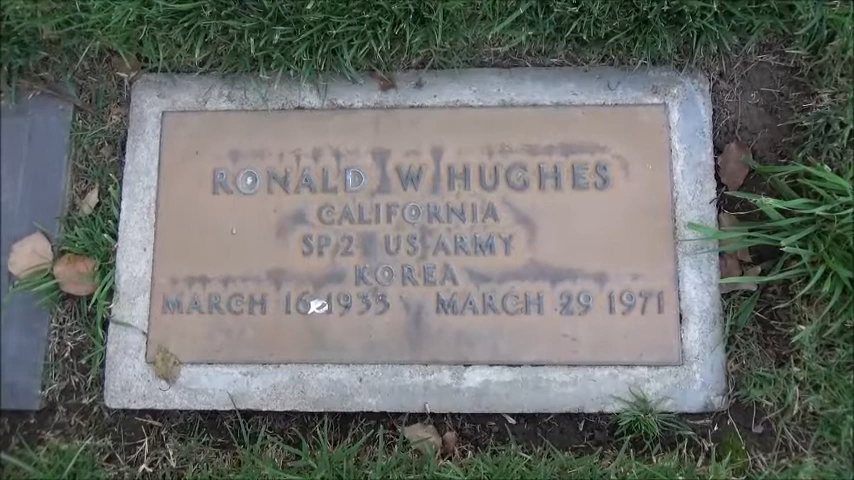 RONALD W HUGHES
CALIFORNIA
SP2 US ARMY
KOREA
MARCH 16 1935 MARCH 29 1971